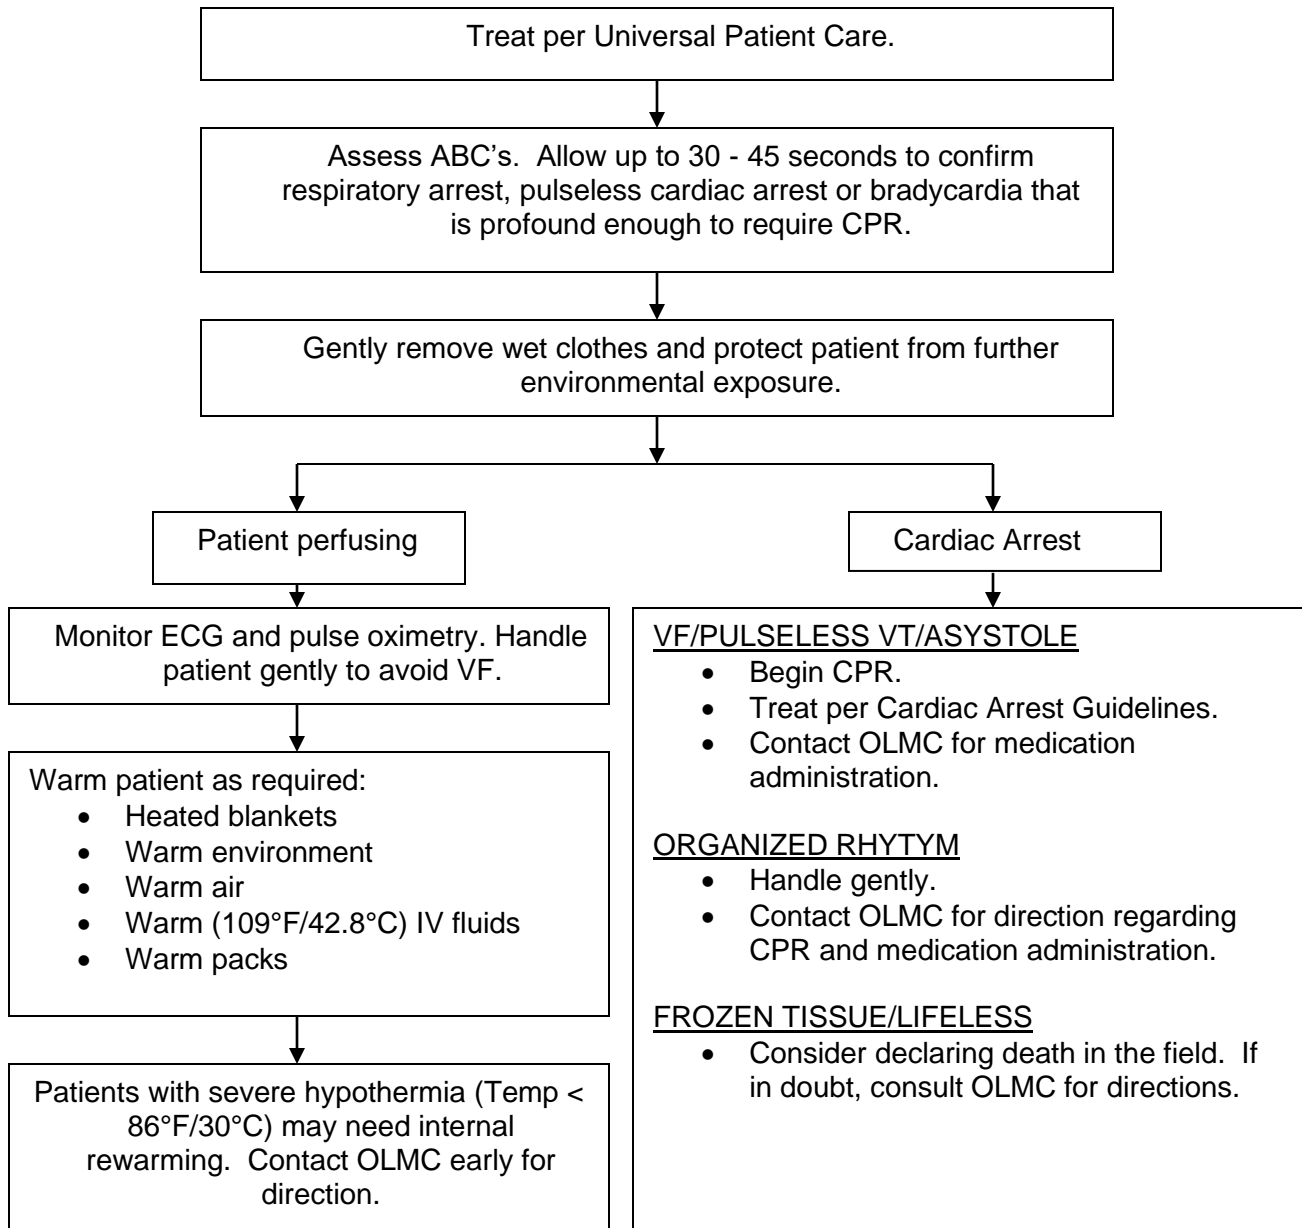 Treat per Universal Patient Care.
Assess ABC’s.  Allow up to 30 - 45 seconds to confirm
respiratory arrest, pulseless cardiac arrest or bradycardia that
is profound enough to require CPR.
Gently remove wet clothes and protect patient from further
environmental exposure.
Patient perfusing
Monitor ECG and pulse oximetry. Handle
patient gently to avoid VF.
Warm patient as required:
• Heated blankets
• Warm environment
• Warm air
• Warm (109°F/42.8°C) IV fluids
• Warm packs
Patients with severe hypothermia (Temp <
86°F/30°C) may need internal
rewarming.  Contact OLMC early for
direction.
Cardiac Arrest
VF/PULSELESS VT/ASYSTOLE
• Begin CPR.
• Treat per Cardiac Arrest Guidelines.
• Contact OLMC for medication
administration.
ORGANIZED RHYTYM
• Handle gently.
• Contact OLMC for direction regarding
CPR and medication administration.
FROZEN TISSUE/LIFELESS
• Consider declaring death in the field.  If
in doubt, consult OLMC for directions.